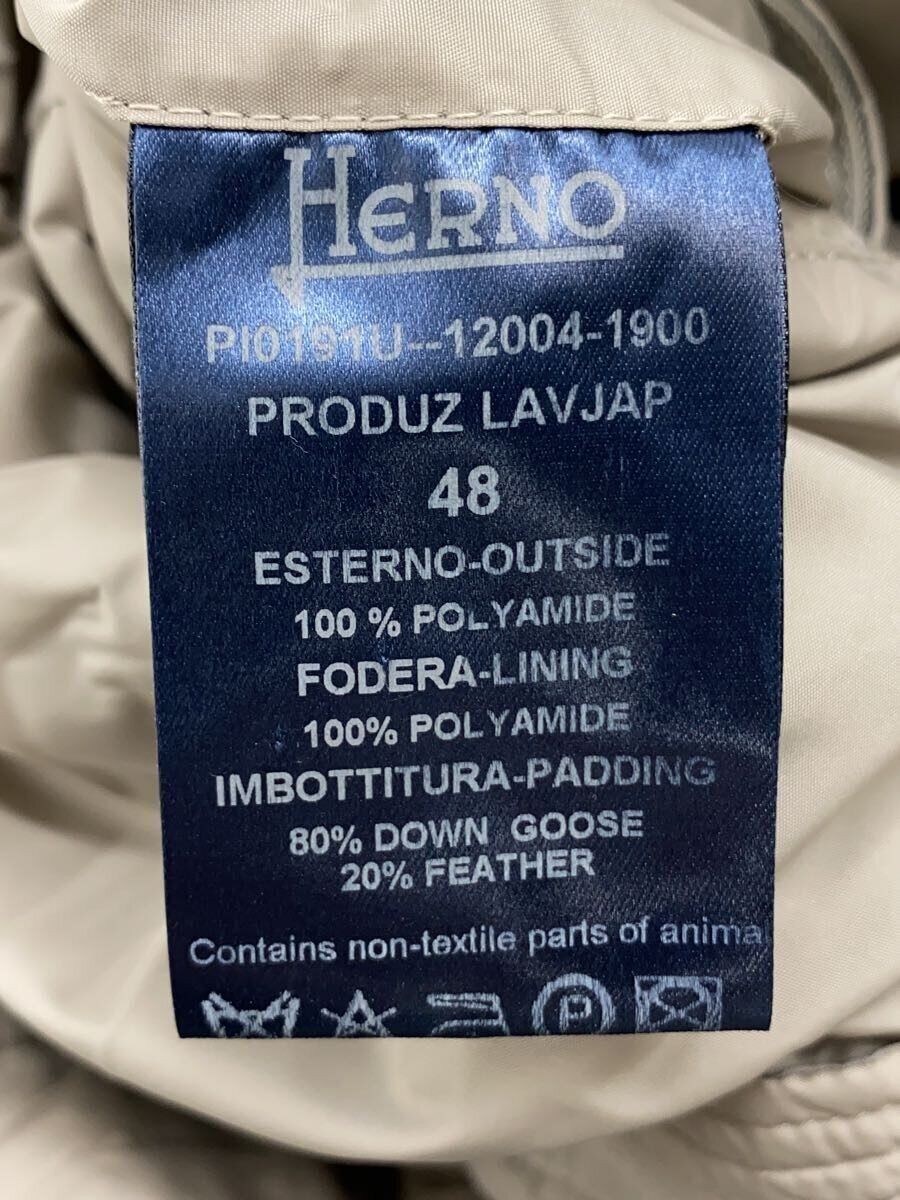 HERNO
PI0191U--12004-1900
PRODUZ LAVJAP
48
ESTERNO-OUTSIDE
100 % POLYAMIDE
FODERA-LINING
100% POLYAMIDE
IMBOTTITURA-PADDING
80% DOWN GOOSE
20% FEATHER
Contains non-textile parts of anima
P